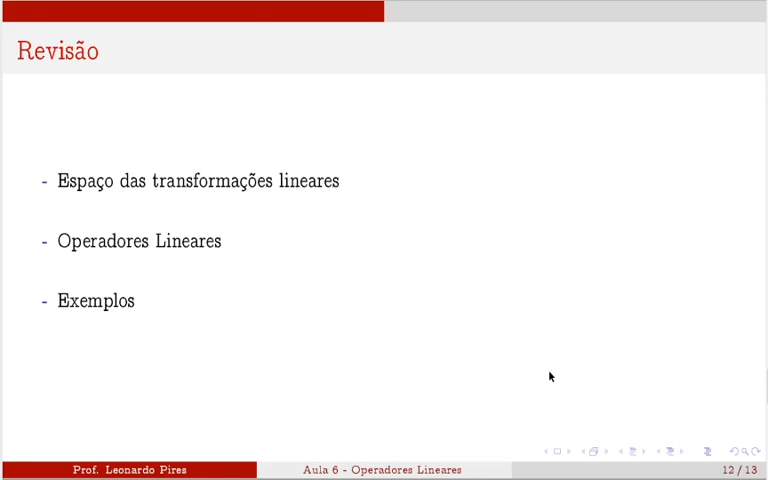 Revisão
- Espaço das transformações lineares
- Operadores Lineares
- Exemplos
Prof. Leonardo Pires Aula 6 - Operadores Lineares 12 / 13